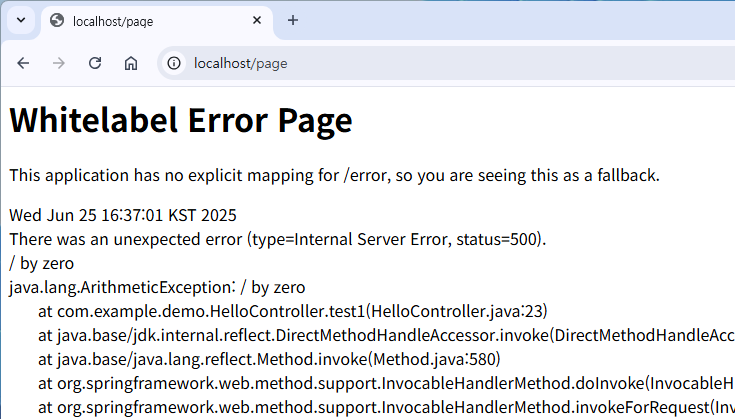 localhost/page
localhost/page
Whitelabel Error Page
This application has no explicit mapping for /error, so you are seeing this as a fallback.
Wed Jun 25 16:37:01 KST 2025
There was an unexpected error (type=Internal Server Error, status=500).
/ by zero
java.lang.ArithmeticException: / by zero
at com.example.demo.HelloController.test1(HelloController.java:23)
at java.base/jdk.internal.reflect.DirectMethodHandleAccessor.invoke(DirectMethodHandleAcc
at java.base/java.lang.reflect.Method.invoke(Method.java:580)
at org.springframework.web.method.support.InvocableHandlerMethod.doInvoke(InvocableH
at org.springframework.web.method.support.InvocableHandlerMethod.invokeForRequest(Inv